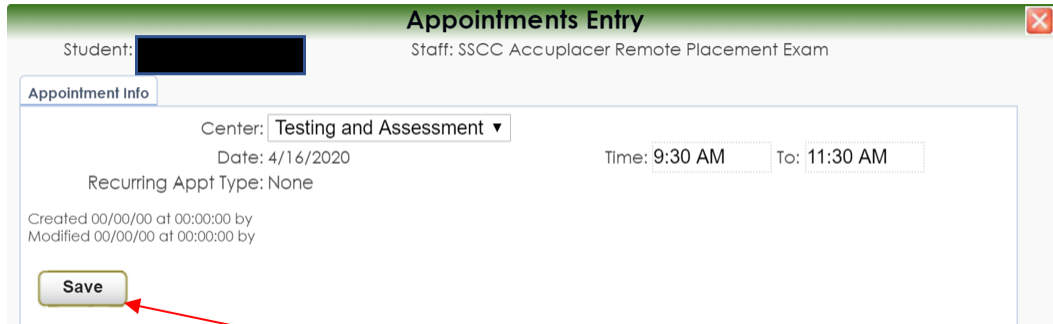 Appointments Entry
Student: Staff: SSCC Accuplacer Remote Placement Exam
Appointment Info
Center: Testing and Assessment
Date: 4/16/2020 Time: 9:30 AM To: 11:30 AM
Recurring Appt Type: None
Created 00/00/00 at 00:00:00 by
Modified 00/00/00 at 00:00:00 by
Save